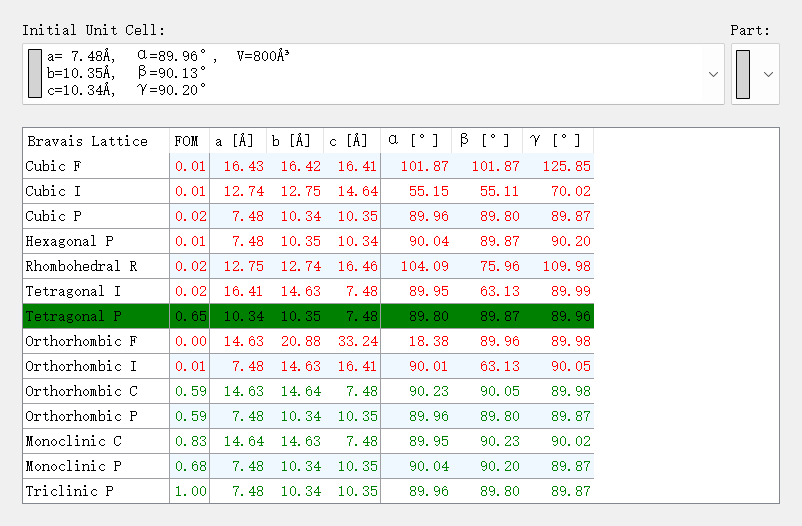 Initial Unit Cell: Part:
a= 7.48Å, α=89.96°, V=800Å³
b=10.35Å, β=90.13°
c=10.34Å, γ=90.20°
Bravais Lattice FOM a [Å] b [Å] c [Å] α [°] β [°] γ [°]
Cubic F 0.01 16.43 16.42 16.41 101.87 101.87 125.85
Cubic I 0.01 12.74 12.75 14.64 55.15 55.11 70.02
Cubic P 0.02 7.48 10.34 10.35 89.96 89.80 89.87
Hexagonal P 0.01 7.48 10.35 10.34 90.04 89.87 90.20
Rhombohedral R 0.02 12.75 12.74 16.46 104.09 75.96 109.98
Tetragonal I 0.02 16.41 14.63 7.48 89.95 63.13 89.99
Tetragonal P 0.65 10.34 10.35 7.48 89.80 89.87 89.96
Orthorhombic F 0.00 14.63 20.88 33.24 18.38 89.96 89.98
Orthorhombic I 0.01 7.48 14.63 16.41 90.01 63.13 90.05
Orthorhombic C 0.59 14.63 14.64 7.48 90.23 90.05 89.98
Orthorhombic P 0.59 7.48 10.34 10.35 89.96 89.80 89.87
Monoclinic C 0.83 14.64 14.63 7.48 89.95 90.23 90.02
Monoclinic P 0.68 7.48 10.34 10.35 90.04 90.20 89.87
Triclinic P 1.00 7.48 10.34 10.35 89.96 89.80 89.87